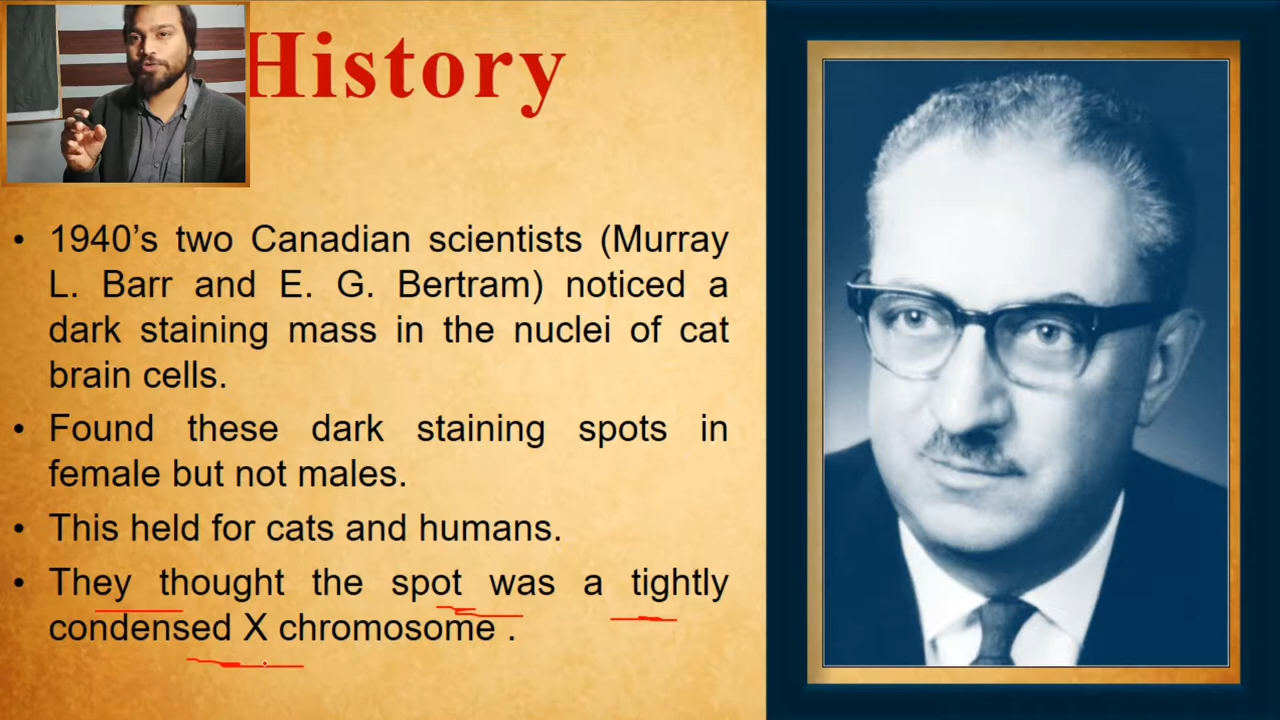 History
• 1940’s two Canadian scientists (Murray
L. Barr and E. G. Bertram) noticed a
dark staining mass in the nuclei of cat
brain cells.
• Found these dark staining spots in
female but not males.
• This held for cats and humans.
• They thought the spot was a tightly
condensed X chromosome .